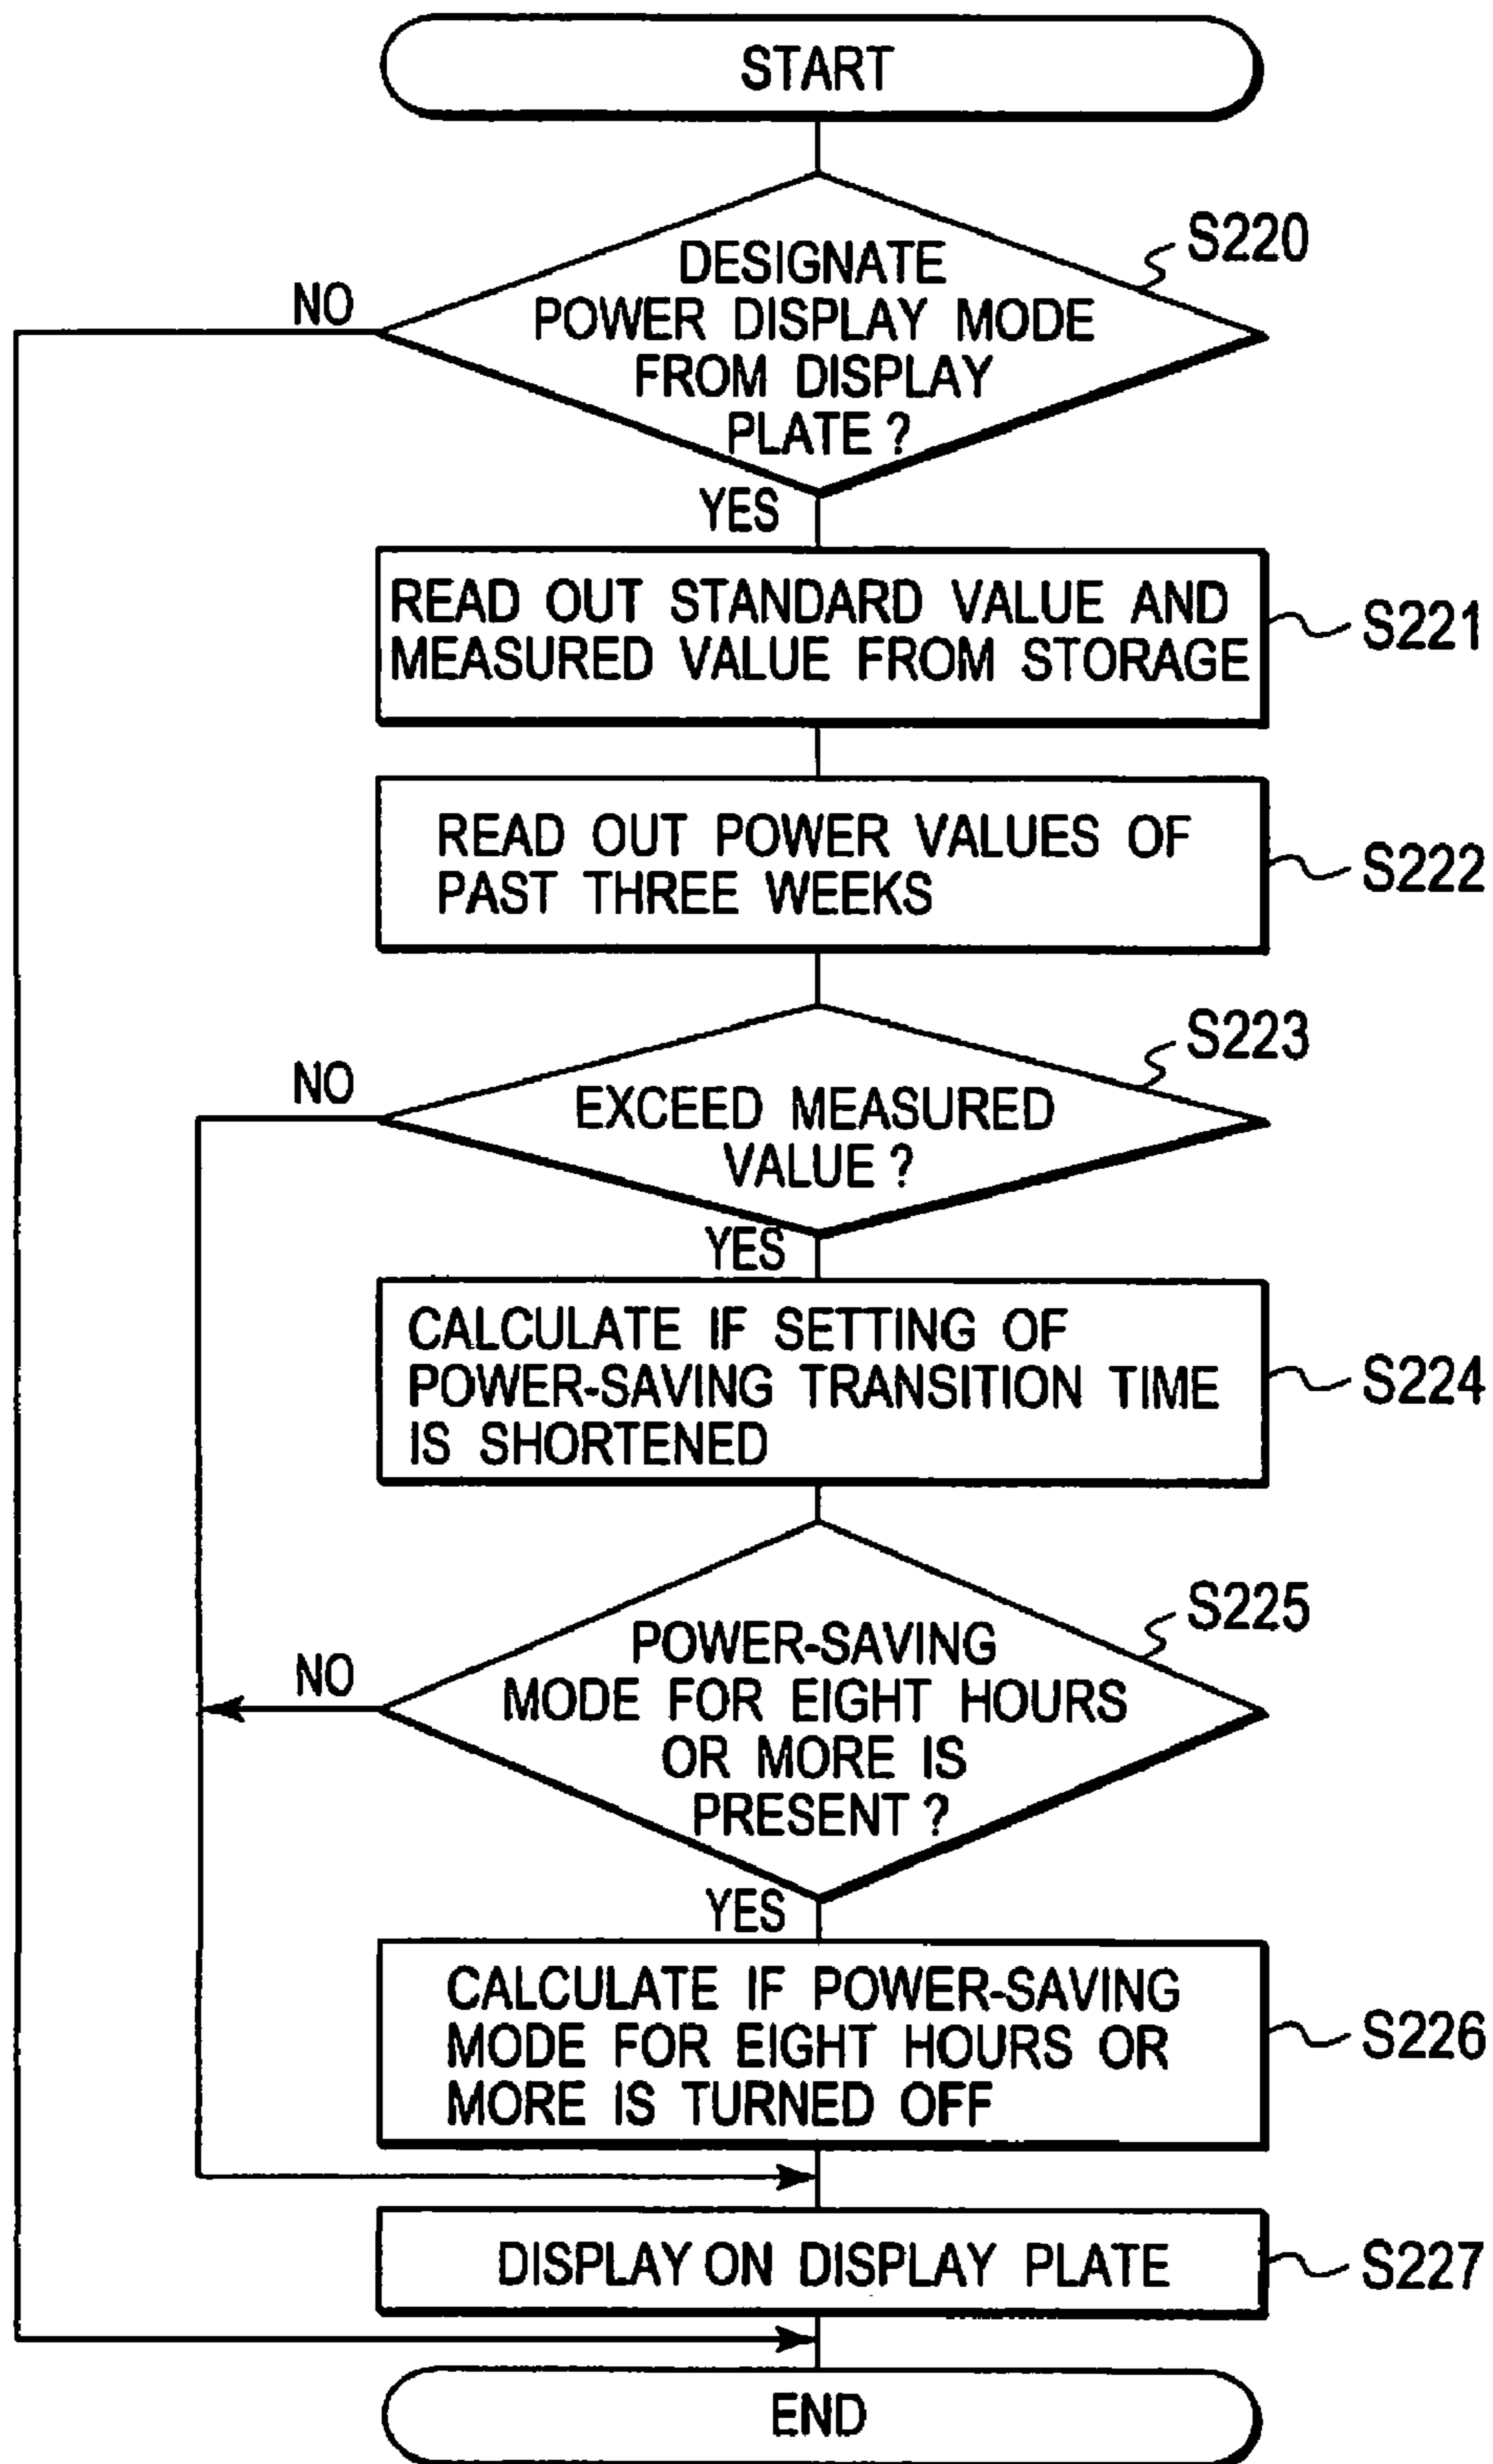 START
DESIGNATE
POWER DISPLAY MODE
FROM DISPLAY
PLATE ?
S220
NO
YES
READ OUT STANDARD VALUE AND
MEASURED VALUE FROM STORAGE
S221
READ OUT POWER VALUES OF
PAST THREE WEEKS
S222
EXCEED MEASURED
VALUE ?
S223
NO
YES
CALCULATE IF SETTING OF
POWER-SAVING TRANSITION TIME
IS SHORTENED
S224
POWER-SAVING
MODE FOR EIGHT HOURS
OR MORE IS
PRESENT ?
S225
NO
YES
CALCULATE IF POWER-SAVING
MODE FOR EIGHT HOURS OR
MORE IS TURNED OFF
S226
DISPLAY ON DISPLAY PLATE
S227
END